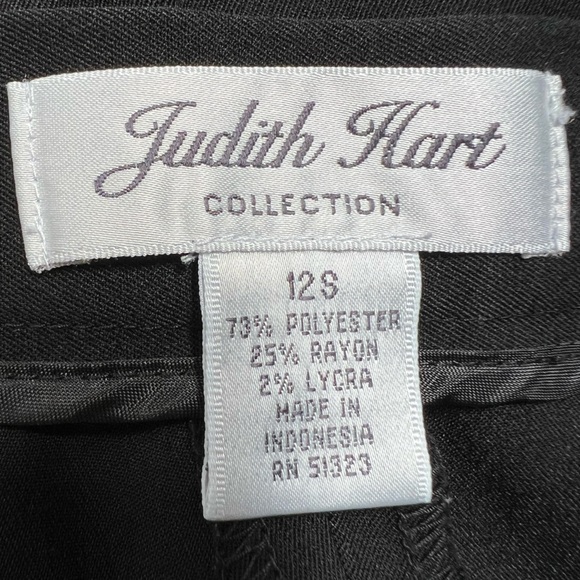 Judith Hart
COLLECTION
12S
73% POLYESTER
25% RAYON
2% LYCRA
MADE IN
INDONESIA
RN 51323